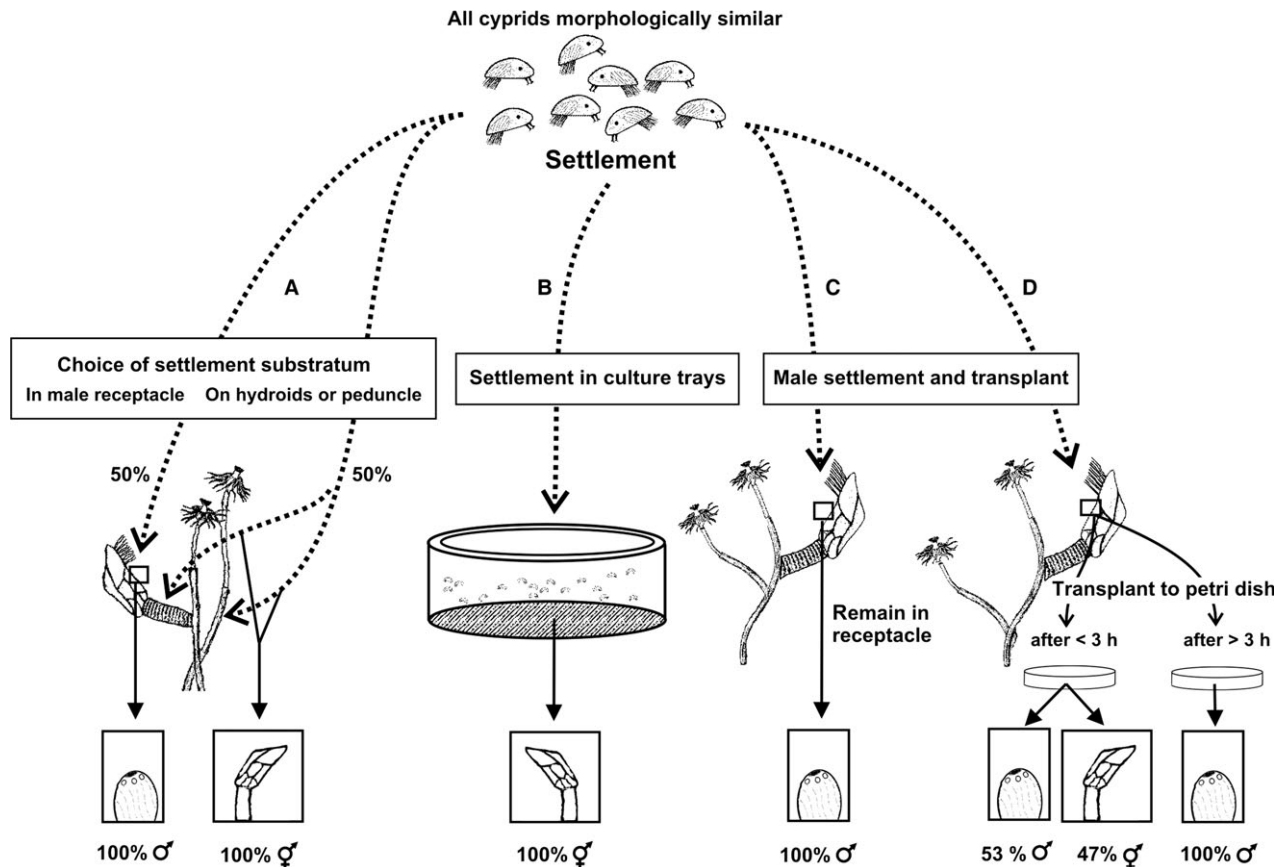 All cyprids morphologically similar
Settlement
A
B
C
D
Choice of settlement substratum
In male receptacle On hydroids or peduncle
Settlement in culture trays
Male settlement and transplant
50%
50%
Remain in
receptacle
Transplant to petri dish
after < 3 h
after > 3 h
100% ♂
100% ⚥
100% ⚥
100% ♂
53 % ♂
47% ⚥
100% ♂